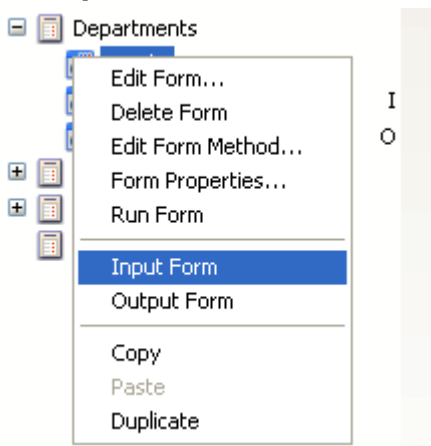 Departments
Edit Form...
Delete Form
I
Edit Form Method...
O
Form Properties...
Run Form
Input Form
Output Form
Copy
Paste
Duplicate